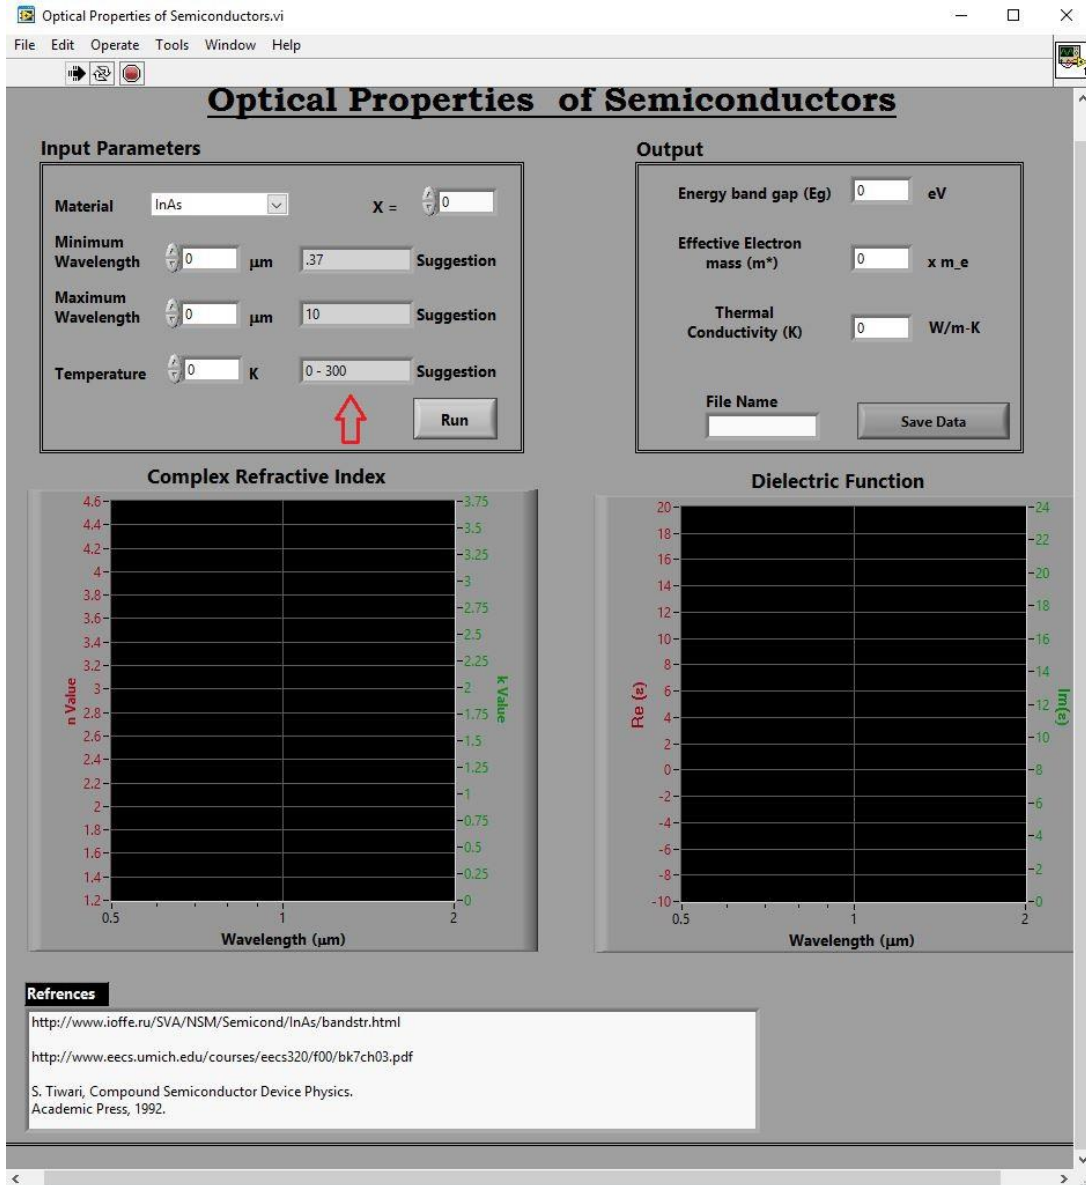 Optical Properties of Semiconductors.vi
File Edit Operate Tools Window Help
Optical Properties of Semiconductors
Input Parameters
Material InAs X = 0
Minimum
Wavelength 0 μm .37 Suggestion
Maximum
Wavelength 0 μm 10 Suggestion
Temperature 0 K 0 - 300 Suggestion
Run
Output
Energy band gap (Eg) 0 eV
Effective Electron
mass (m*) 0 x m_e
Thermal
Conductivity (K) 0 W/m-K
File Name
Save Data
Complex Refractive Index
4.6 3.75
4.4 3.5
4.2 3.25
4 3
3.8 2.75
3.6 2.5
3.4 2.25
3.2 2
3 1.75
2.8 1.5
2.6 1.25
2.4 1
2.2 0.75
2 0.5
1.8 0.25
1.6 0
1.4
1.2
n Value
k Value
0.5 1 2
Wavelength (μm)
Dielectric Function
20 24
18 22
16 20
14 18
12 16
10 14
8 12
6 10
4 8
2 6
0 4
-2 2
-4 0
-6
-8
-10
Re (ε)
Im(ε)
0.5 1 2
Wavelength (μm)
Refrences
http://www.ioffe.ru/SVA/NSM/Semicond/InAs/bandstr.html
http://www.eecs.umich.edu/courses/eecs320/f00/bk7ch03.pdf
S. Tiwari, Compound Semiconductor Device Physics.
Academic Press, 1992.